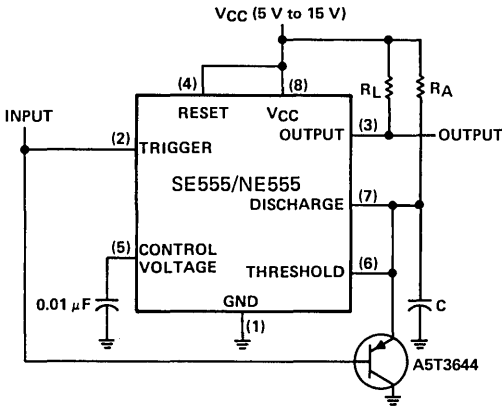 VCC (5 V to 15 V)
(4)
(8)
RL
RA
RESET
VCC
INPUT
(2)
TRIGGER
OUTPUT
(3)
OUTPUT
SE555/NE555
DISCHARGE
(7)
(5)
CONTROL
VOLTAGE
THRESHOLD
(6)
0.01 μF
GND
(1)
C
A5T3644